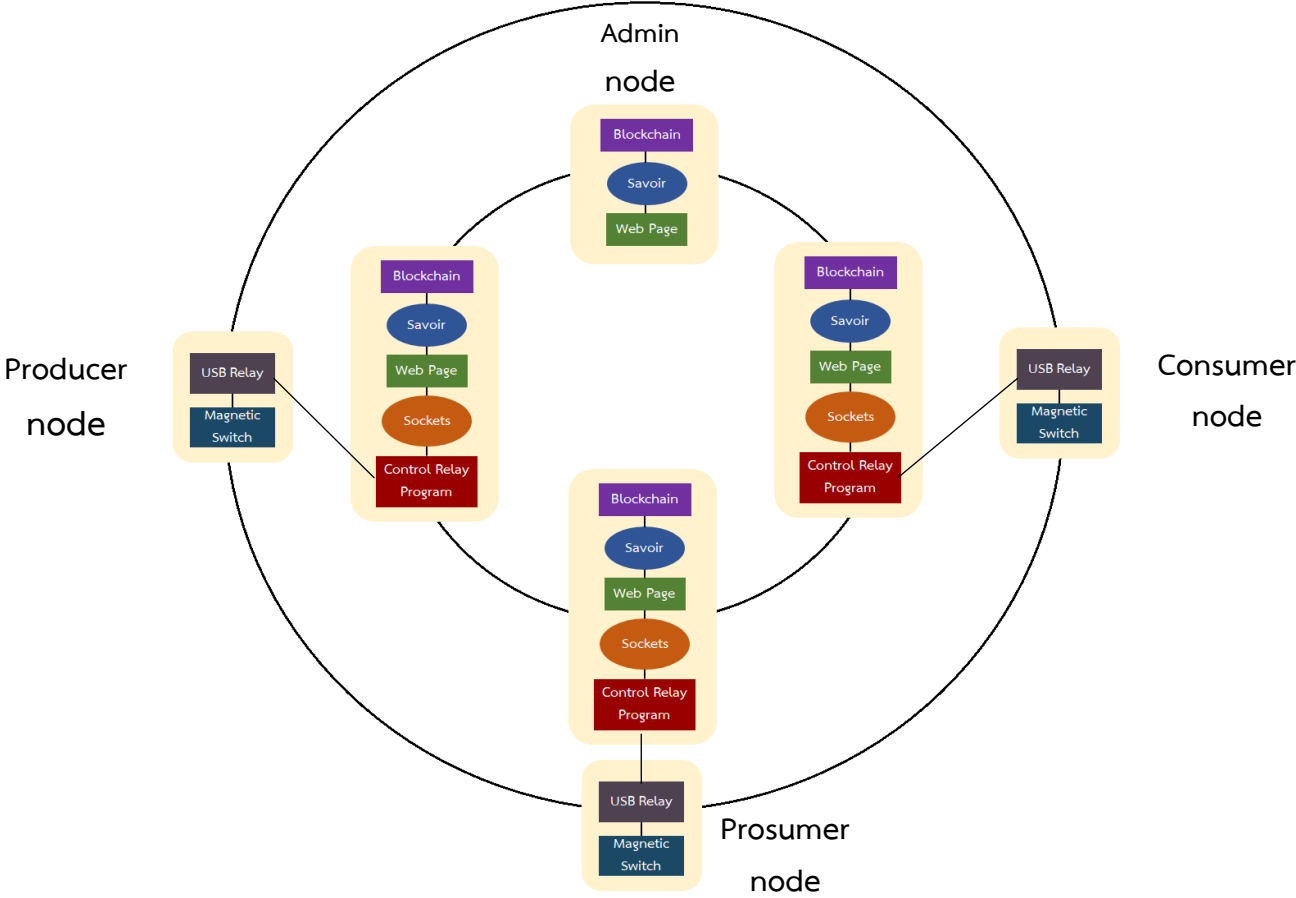 Admin
node
Blockchain
Savoir
Web Page
Blockchain
Savoir
Web Page
Sockets
Control Relay
Program
Blockchain
Savoir
Web Page
Sockets
Control Relay
Program
Producer
node
USB Relay
Magnetic
Switch
USB Relay
Magnetic
Switch
Consumer
node
Blockchain
Savoir
Web Page
Sockets
Control Relay
Program
USB Relay
Magnetic
Switch
Prosumer
node